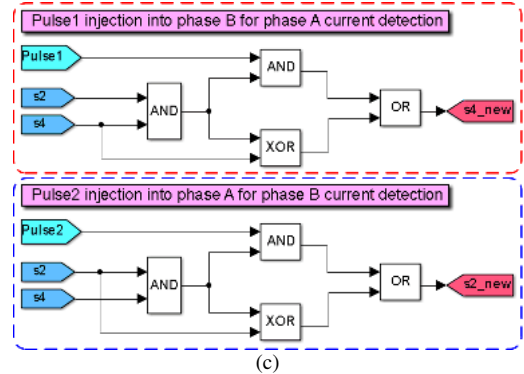 Pulse1 injection into phase B for phase A current detection
Pulse1
AND
s2
AND
OR
s4_new
s4
XOR
Pulse2 injection into phase A for phase B current detection
Pulse2
AND
s2
AND
OR
s2_new
s4
XOR
(c)